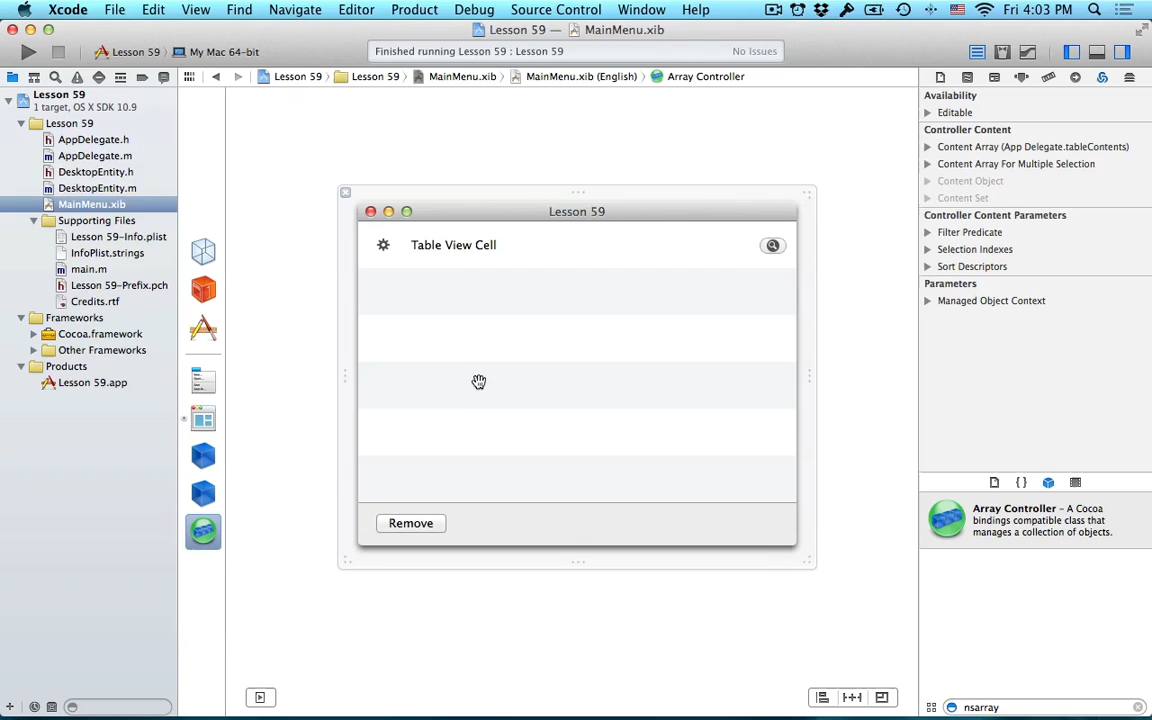 Xcode File Edit View Find Navigate Editor Product Debug Source Control Window Help Fri 4:03 PM
Lesson 59 — MainMenu.xib
Lesson 59 My Mac 64-bit
Finished running Lesson 59 : Lesson 59 No Issues
Lesson 59 Lesson 59 MainMenu.xib MainMenu.xib (English) Array Controller
Lesson 59
1 target, OS X SDK 10.9
Lesson 59
AppDelegate.h
AppDelegate.m
DesktopEntity.h
DesktopEntity.m
MainMenu.xib
Supporting Files
Lesson 59-Info.plist
InfoPlist.strings
main.m
Lesson 59-Prefix.pch
Credits.rtf
Frameworks
Cocoa.framework
Other Frameworks
Products
Lesson 59.app
Lesson 59
Table View Cell
Remove
Availability
Editable
Controller Content
Content Array (App Delegate.tableContents)
Content Array For Multiple Selection
Content Object
Content Set
Controller Content Parameters
Filter Predicate
Selection Indexes
Sort Descriptors
Parameters
Managed Object Context
Array Controller – A Cocoa
bindings compatible class that
manages a collection of objects.
nsarray